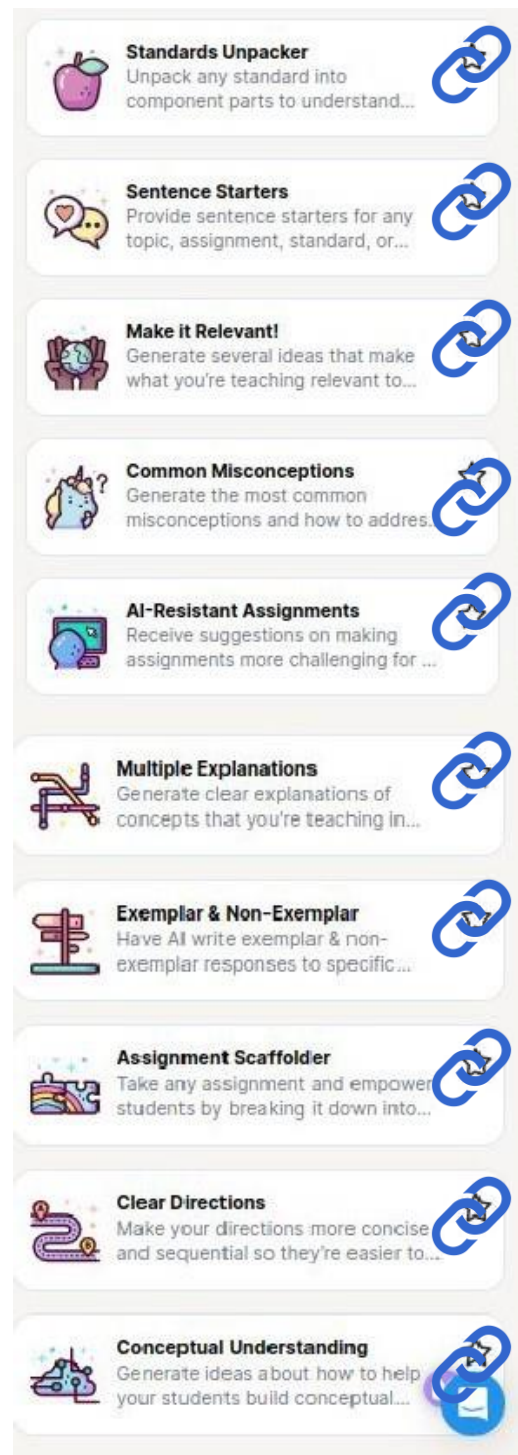 Standards Unpacker
Unpack any standard into
component parts to understand...
Sentence Starters
Provide sentence starters for any
topic, assignment, standard, or...
Make it Relevant!
Generate several ideas that make
what you're teaching relevant to...
?
Common Misconceptions
Generate the most common
misconceptions and how to addres..
AI-Resistant Assignments
Receive suggestions on making
assignments more challenging for ...
Multiple Explanations
Generate clear explanations of
concepts that you're teaching in...
Exemplar & Non-Exemplar
Have AI write exemplar & non-
exemplar responses to specific...
Assignment Scaffolder
Take any assignment and empower
students by breaking it down into...
Clear Directions
Make your directions more concise
and sequential so they're easier to...
Conceptual Understanding
Generate ideas about how to help
your students build conceptual...